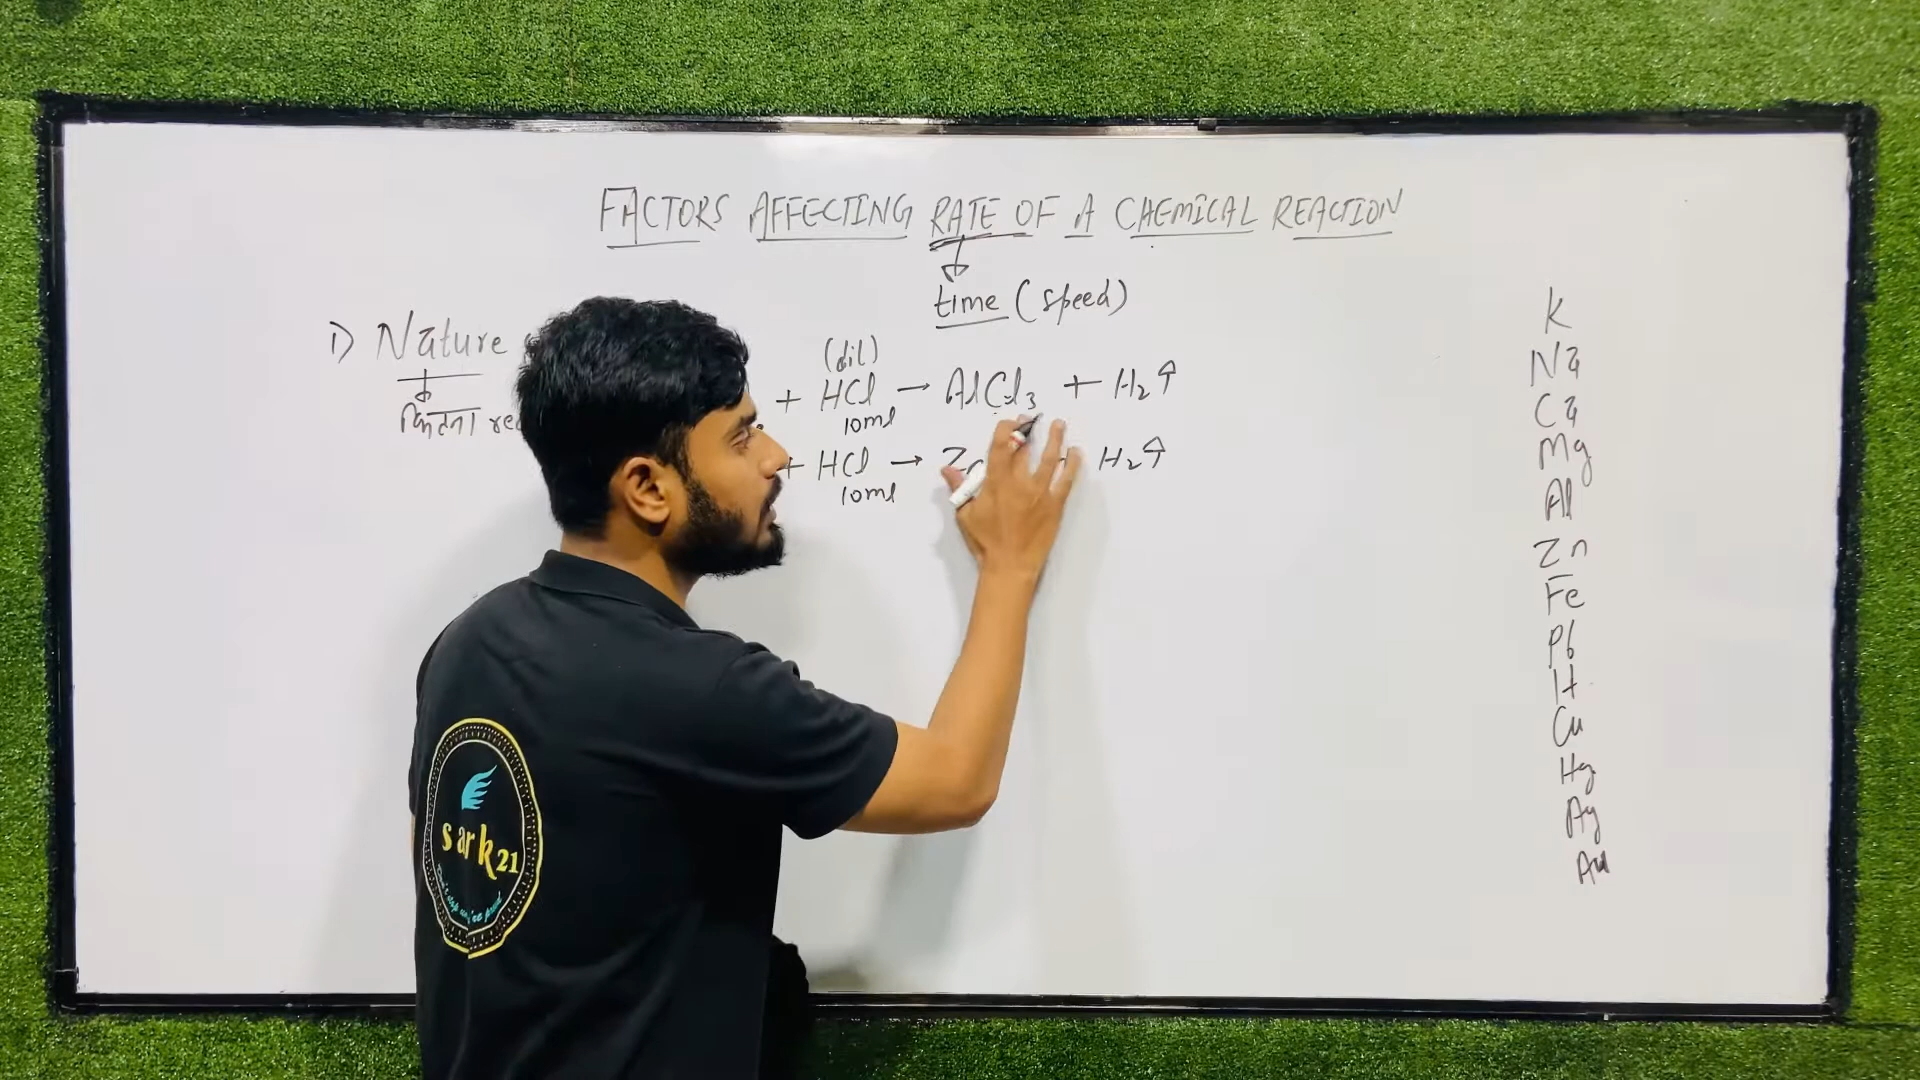 FACTORS AFFECTING RATE OF A CHEMICAL REACTION
time (speed)
1) Nature
कितना
(dil)
+ HCl → AlCl3 + H2↑
10ml
+ HCl → Zn + H2↑
10ml
K
Na
Ca
Mg
Al
Zn
Fe
Pb
H
Cu
Hg
Ag
Au
sark21